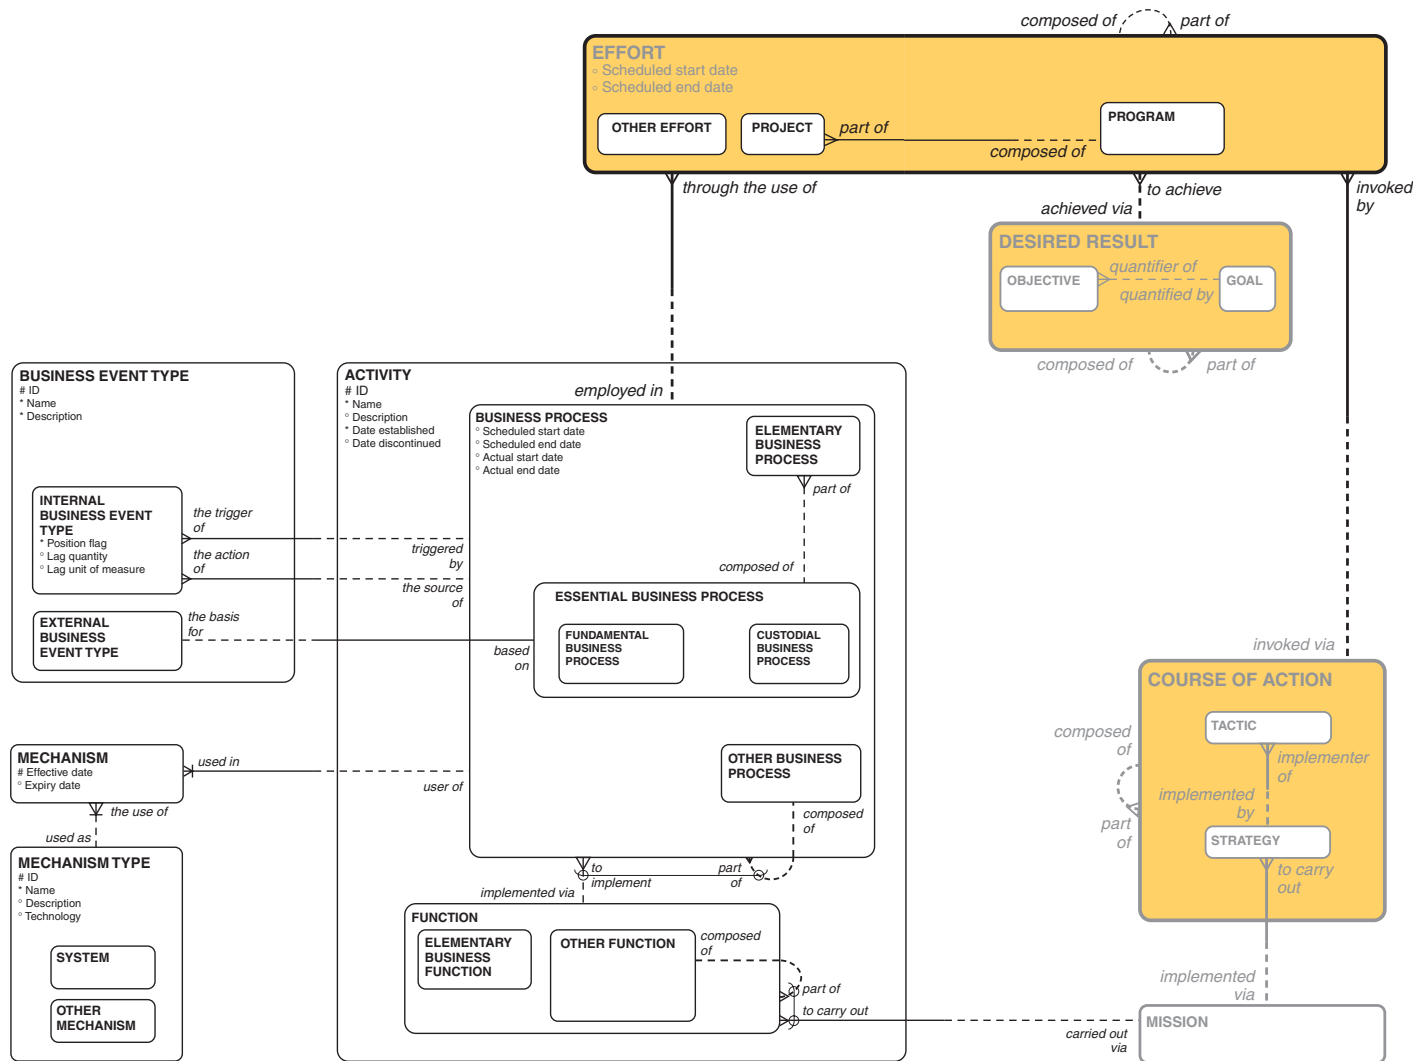 composed of
part of
EFFORT
○ Scheduled start date
○ Scheduled end date
OTHER EFFORT
PROJECT
part of
composed of
PROGRAM
through the use of
to achieve
achieved via
invoked
by
DESIRED RESULT
OBJECTIVE
quantifier of
quantified by
GOAL
composed of
part of
BUSINESS EVENT TYPE
# ID
* Name
* Description
INTERNAL
BUSINESS EVENT
TYPE
* Position flag
○ Lag quantity
○ Lag unit of measure
the trigger
of
the action
of
EXTERNAL
BUSINESS
EVENT TYPE
the basis
for
ACTIVITY
# ID
* Name
○ Description
* Date established
○ Date discontinued
employed in
BUSINESS PROCESS
○ Scheduled start date
○ Scheduled end date
○ Actual start date
○ Actual end date
ELEMENTARY
BUSINESS
PROCESS
part of
composed of
triggered
by
the source
of
based
on
ESSENTIAL BUSINESS PROCESS
FUNDAMENTAL
BUSINESS
PROCESS
CUSTODIAL
BUSINESS
PROCESS
OTHER BUSINESS
PROCESS
composed
of
part
of
to
implement
implemented via
MECHANISM
# Effective date
○ Expiry date
used in
user of
the use of
used as
MECHANISM TYPE
# ID
* Name
○ Description
○ Technology
SYSTEM
OTHER
MECHANISM
FUNCTION
ELEMENTARY
BUSINESS
FUNCTION
OTHER FUNCTION
composed
of
part of
to carry out
carried out
via
invoked via
COURSE OF ACTION
TACTIC
implementer
of
implemented
by
STRATEGY
composed
of
part
of
to carry
out
implemented
via
MISSION